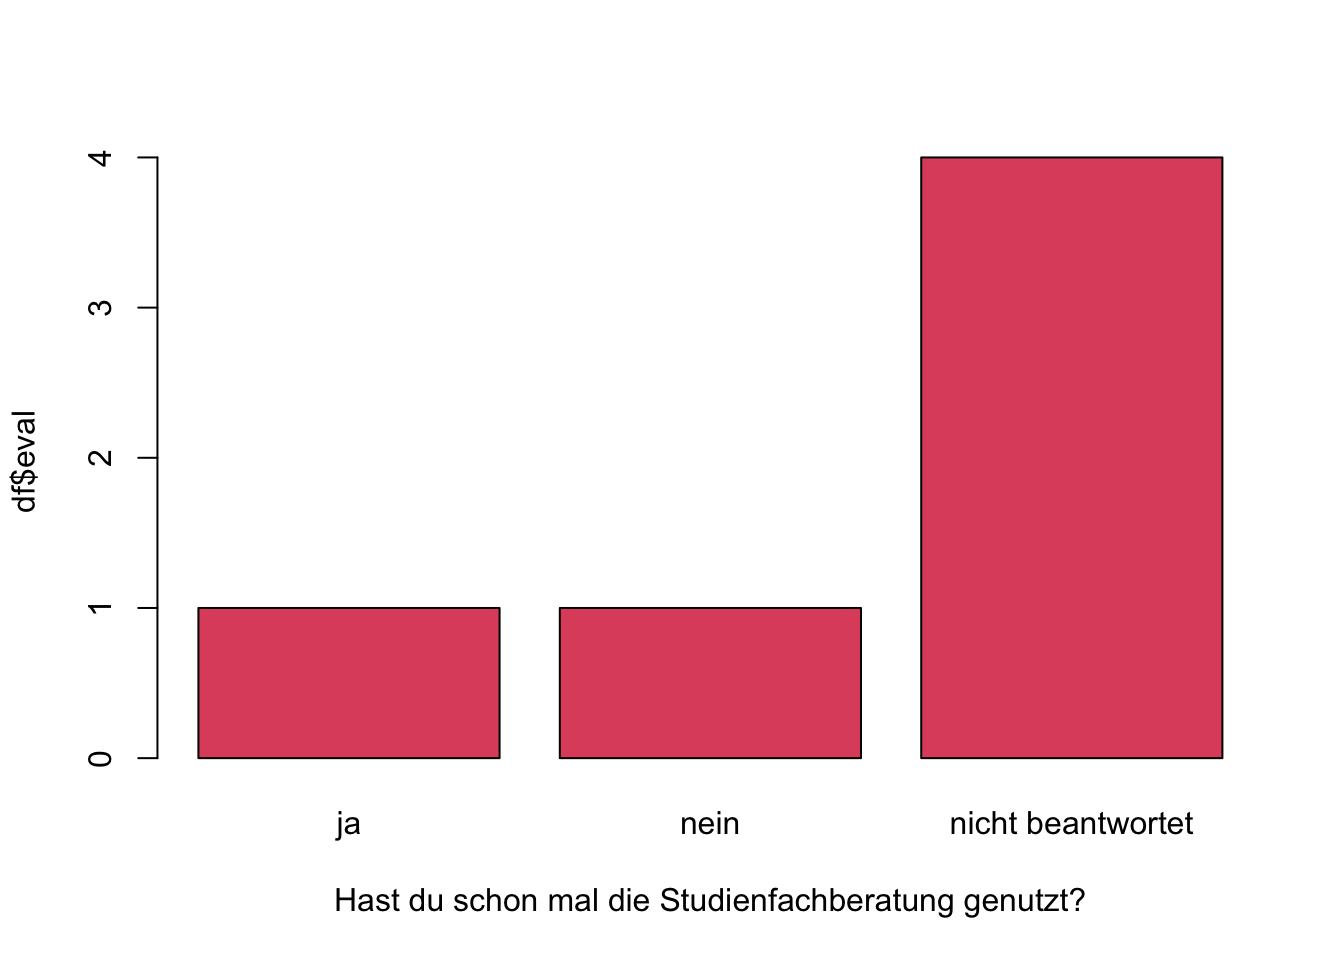 4
3
2
1
0
df$eval
ja nein nicht beantwortet
Hast du schon mal die Studienfachberatung genutzt?